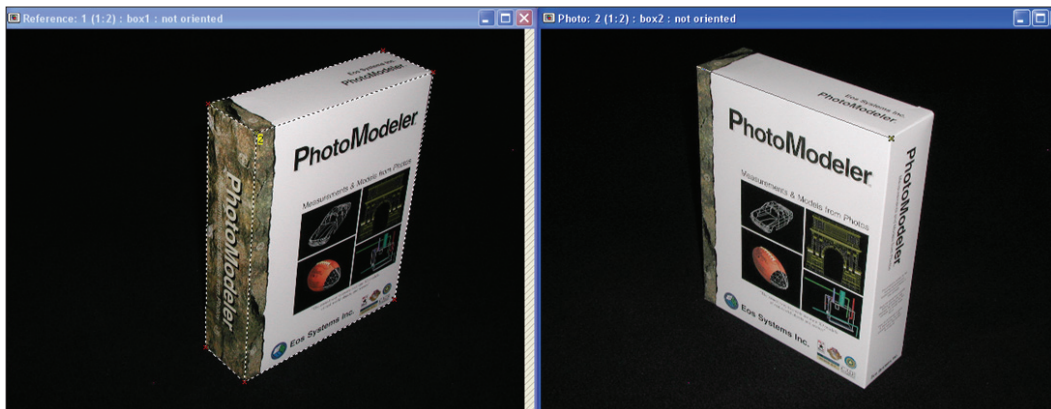 Reference: 1 (1:2) : box1 : not oriented
Eos Systems Inc.
PhotoModeler
PhotoModeler
Measurements & Models from Photos
PhotoModeler
Eos Systems Inc.
Photo: 2 (1:2) : box2 : not oriented
Eos Systems Inc.
PhotoModeler
PhotoModeler
Measurements & Models from Photos
PhotoModeler
Eos Systems Inc.